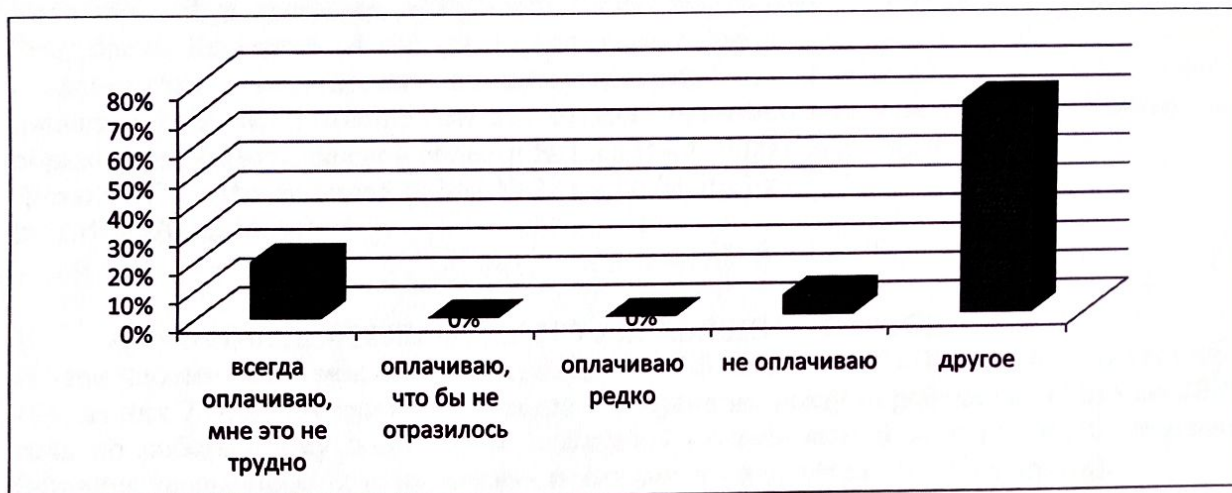 80%
70%
60%
50%
40%
30%
20%
10%
0%
0%
0%
всегда
оплачиваю,
мне это не
трудно
оплачиваю,
что бы не
отразилось
оплачиваю
редко
не оплачиваю
другое